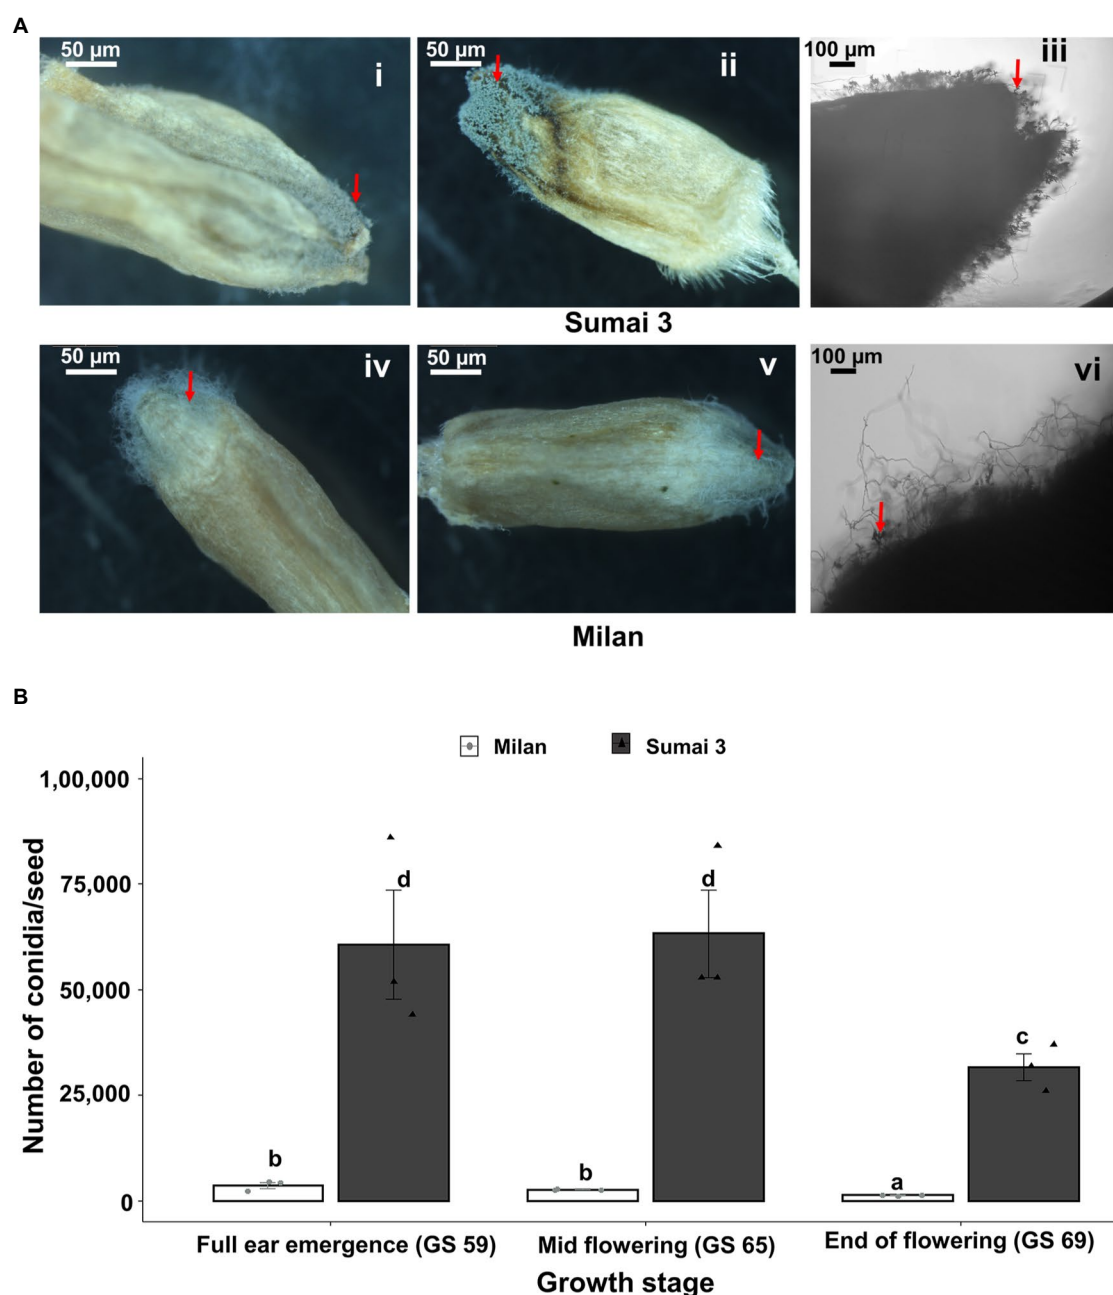 A
50 µm
i
50 µm
ii
100 µm
iii
Sumai 3
50 µm
iv
50 µm
v
100 µm
vi
Milan
B
Milan
Sumai 3
Number of conidia/seed
1,00,000
75,000
50,000
25,000
0
b
d
b
d
a
c
Full ear emergence (GS 59)
Mid flowering (GS 65)
End of flowering (GS 69)
Growth stage